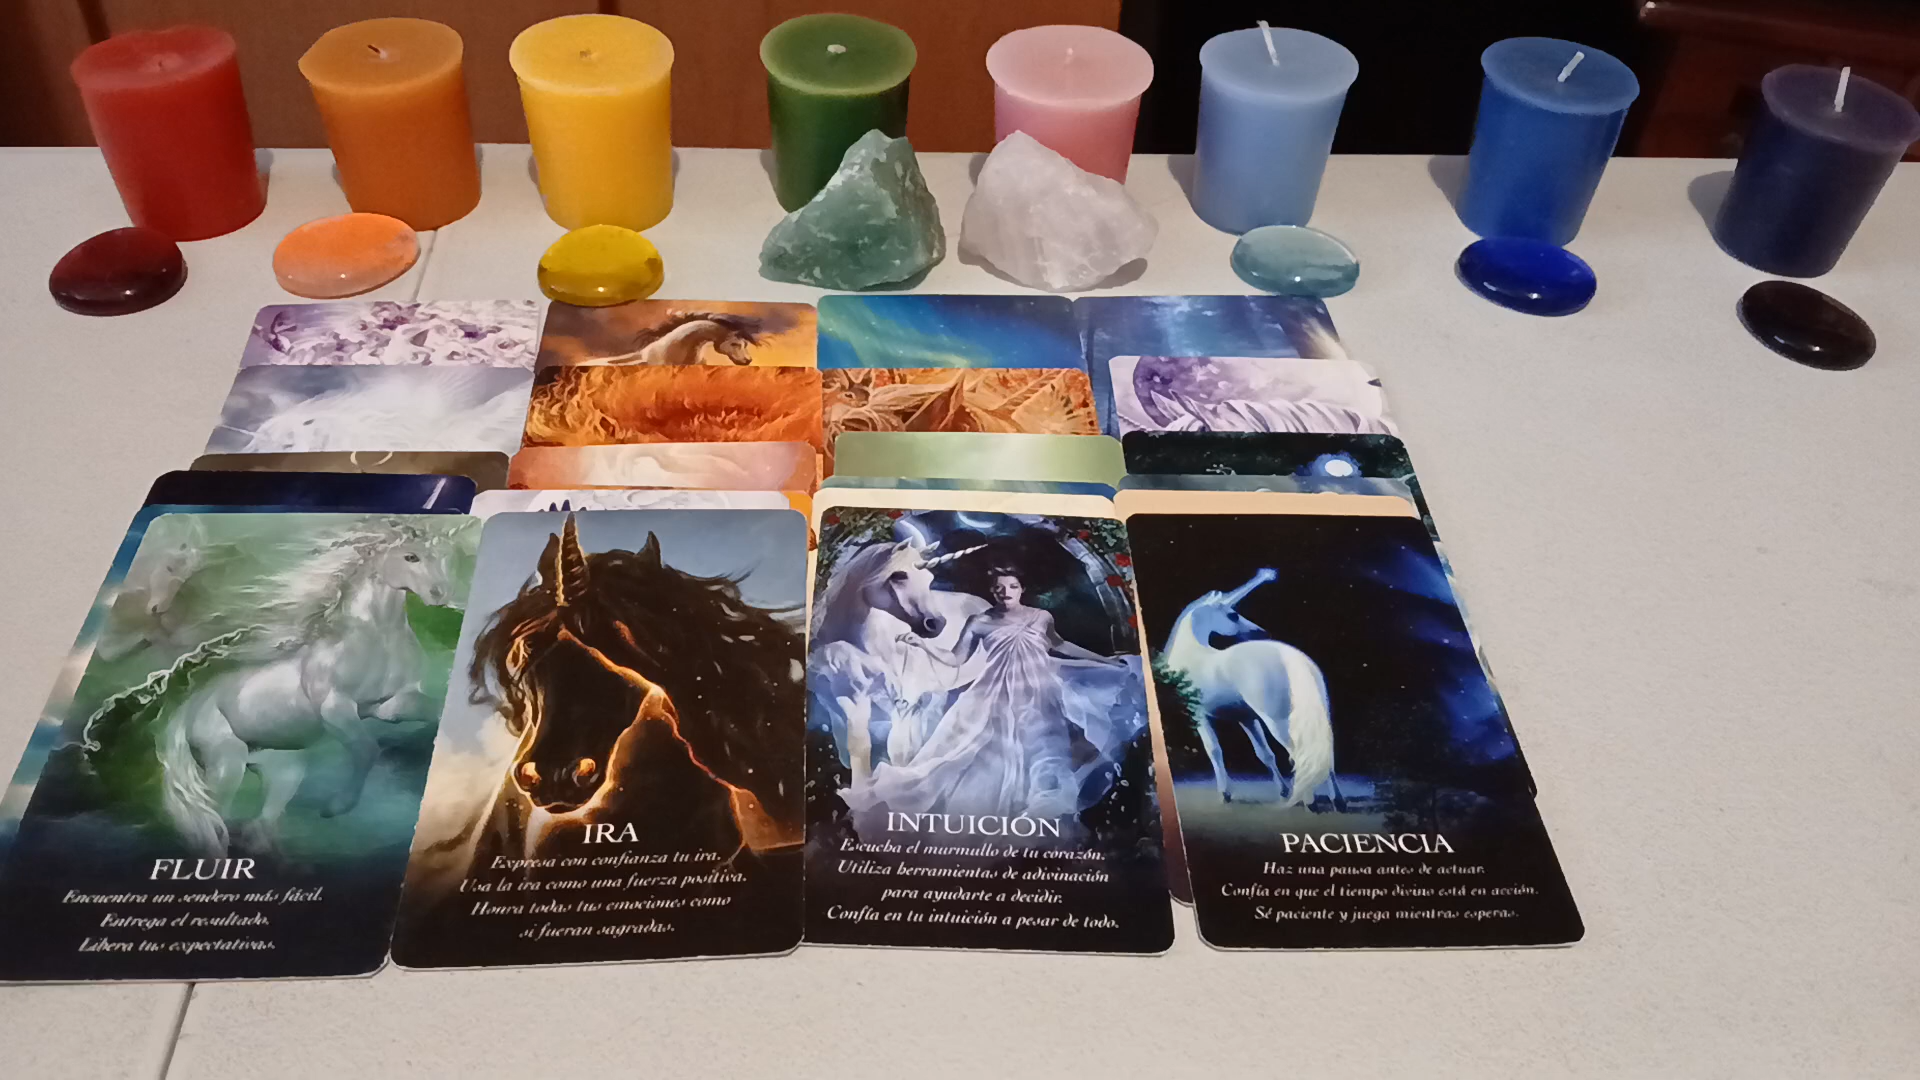 FLUIR
Encuentra un sendero más fácil.
Entrega el resultado.
Libera tus expectativas.
IRA
Expresa con confianza tu ira.
Usa la ira como una fuerza positiva.
Honra todas tus emociones como
si fueran sagradas.
INTUICIÓN
Escucha el murmullo de tu corazón.
Utiliza herramientas de adivinación
para ayudarte a decidir.
Confía en tu intuición a pesar de todo.
PACIENCIA
Haz una pausa antes de actuar.
Confía en que el tiempo divino está en acción.
Sé paciente y juega mientras esperas.